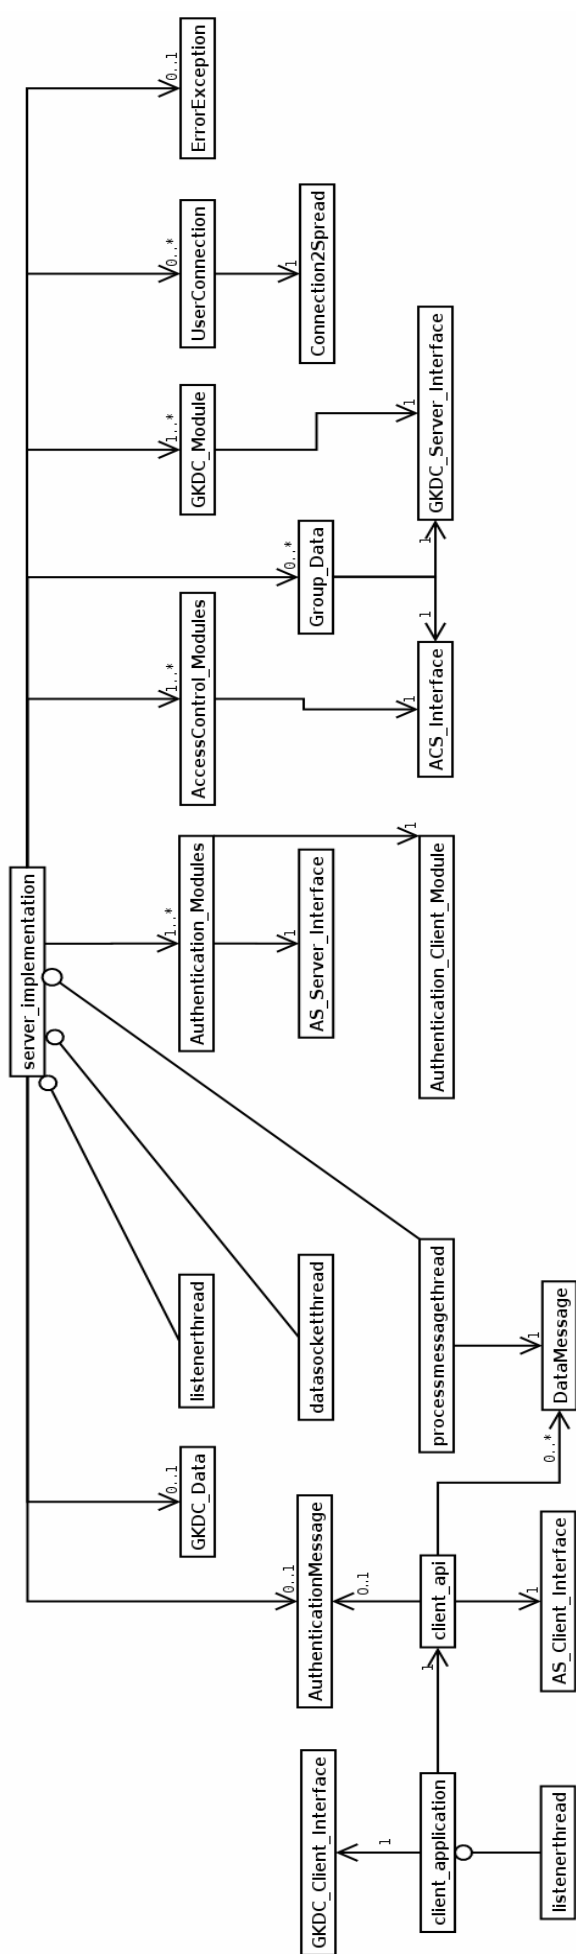 server_implementation
0..1
1..*
1..*
1..*
0..*
0..1
GKDC_Data
listenerthread
Authentication_Modules
AccessControl_Modules
GKDC_Module
UserConnection
ErrorException
0..1
1
0..*
1
GKDC_Client_Interface
AuthenticationMessage
datasocketthread
AS_Server_Interface
Group_Data
Connection2Spread
0..1
1
1
1
1
1
1
1
client_application
client_api
processmessagethread
Authentication_Client_Module
ACS_Interface
GKDC_Server_Interface
1
1
0..*
listenerthread
AS_Client_Interface
DataMessage